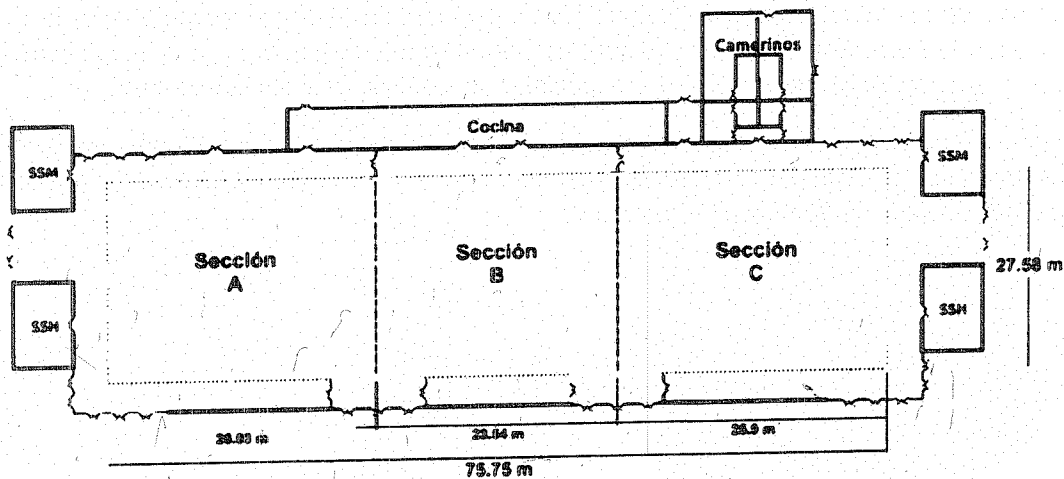 Camerinos
Cocina
SSM
SSM
Sección
A
Sección
B
Sección
C
27.58 m
SSH
SSH
75.75 m